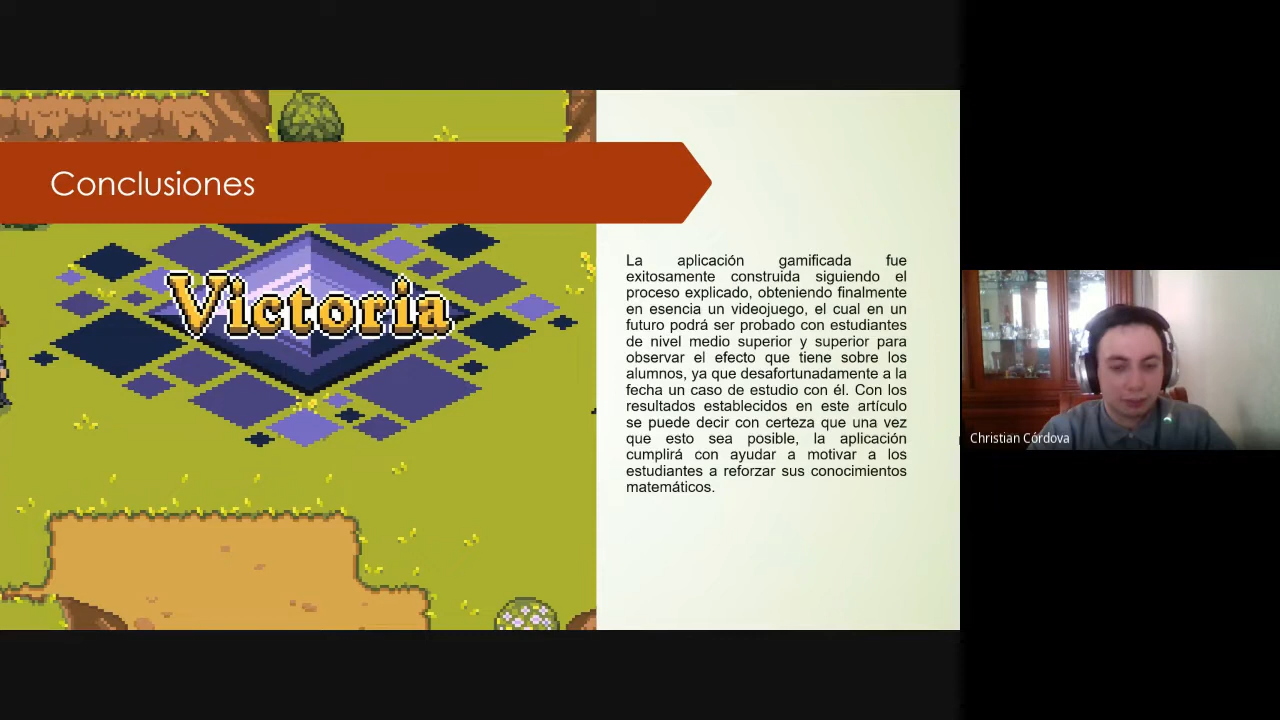 Conclusiones
Victoria
La aplicación gamificada fue
exitosamente construida siguiendo el
proceso explicado, obteniendo finalmente
en esencia un videojuego, el cual en un
futuro podrá ser probado con estudiantes
de nivel medio superior y superior para
observar el efecto que tiene sobre los
alumnos, ya que desafortunadamente a la
fecha un caso de estudio con él. Con los
resultados establecidos en este artículo
se puede decir con certeza que una vez
que esto sea posible, la aplicación
cumplirá con ayudar a motivar a los
estudiantes a reforzar sus conocimientos
matemáticos.
Christian Córdova